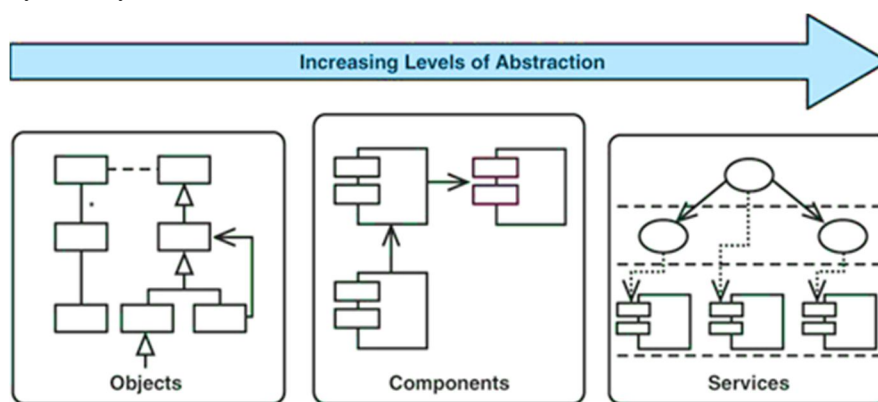 Increasing Levels of Abstraction
Objects
Components
Services